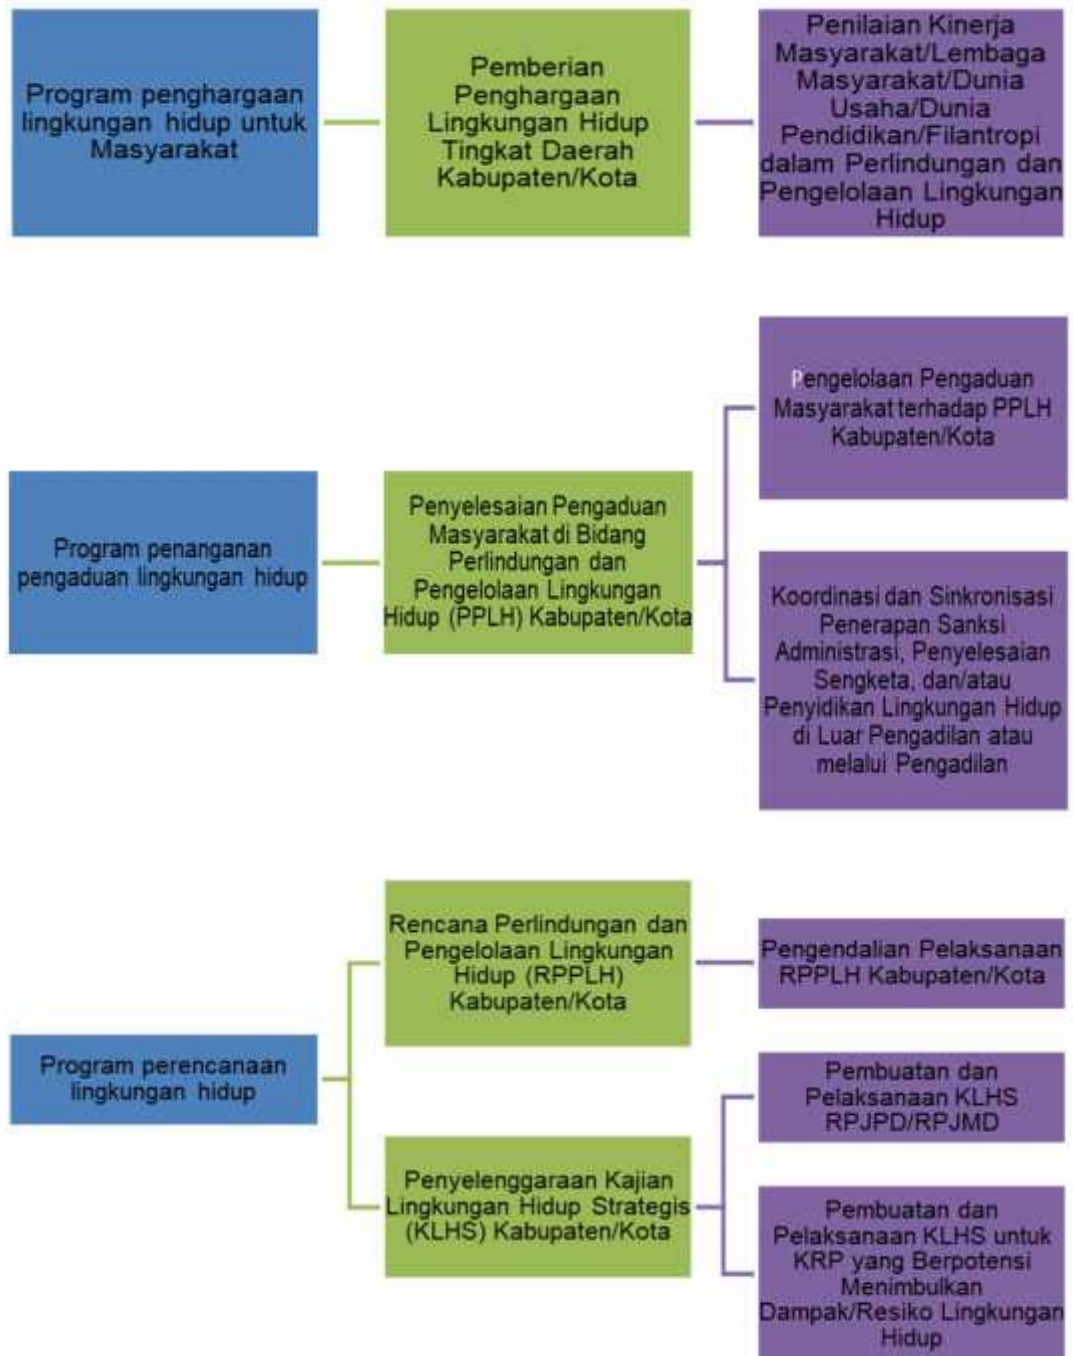 Program penghargaan
lingkungan hidup untuk
Masyarakat
Pemberian
Penghargaan
Lingkungan Hidup
Tingkat Daerah
Kabupaten/Kota
Penilaian Kinerja
Masyarakat/Lembaga
Masyarakat/Dunia
Usaha/Dunia
Pendidikan/Filantropi
dalam Perlindungan dan
Pengelolaan Lingkungan
Hidup
Program penanganan
pengaduan lingkungan hidup
Penyelesaian Pengaduan
Masyarakat di Bidang
Perlindungan dan
Pengelolaan Lingkungan
Hidup (PPLH) Kabupaten/Kota
Pengelolaan Pengaduan
Masyarakat terhadap PPLH
Kabupaten/Kota
Koordinasi dan Sinkronisasi
Penerapan Sanksi
Administrasi, Penyelesaian
Sengketa, dan/atau
Penyidikan Lingkungan Hidup
di Luar Pengadilan atau
melalui Pengadilan
Program perencanaan
lingkungan hidup
Rencana Perlindungan dan
Pengelolaan Lingkungan
Hidup (RPPLH)
Kabupaten/Kota
Pengendalian Pelaksanaan
RPPLH Kabupaten/Kota
Penyelenggaraan Kajian
Lingkungan Hidup Strategis
(KLHS) Kabupaten/Kota
Pembuatan dan
Pelaksanaan KLHS
RPJPD/RPJMD
Pembuatan dan
Pelaksanaan KLHS untuk
KRP yang Berpotensi
Menimbulkan
Dampak/Resiko Lingkungan
Hidup